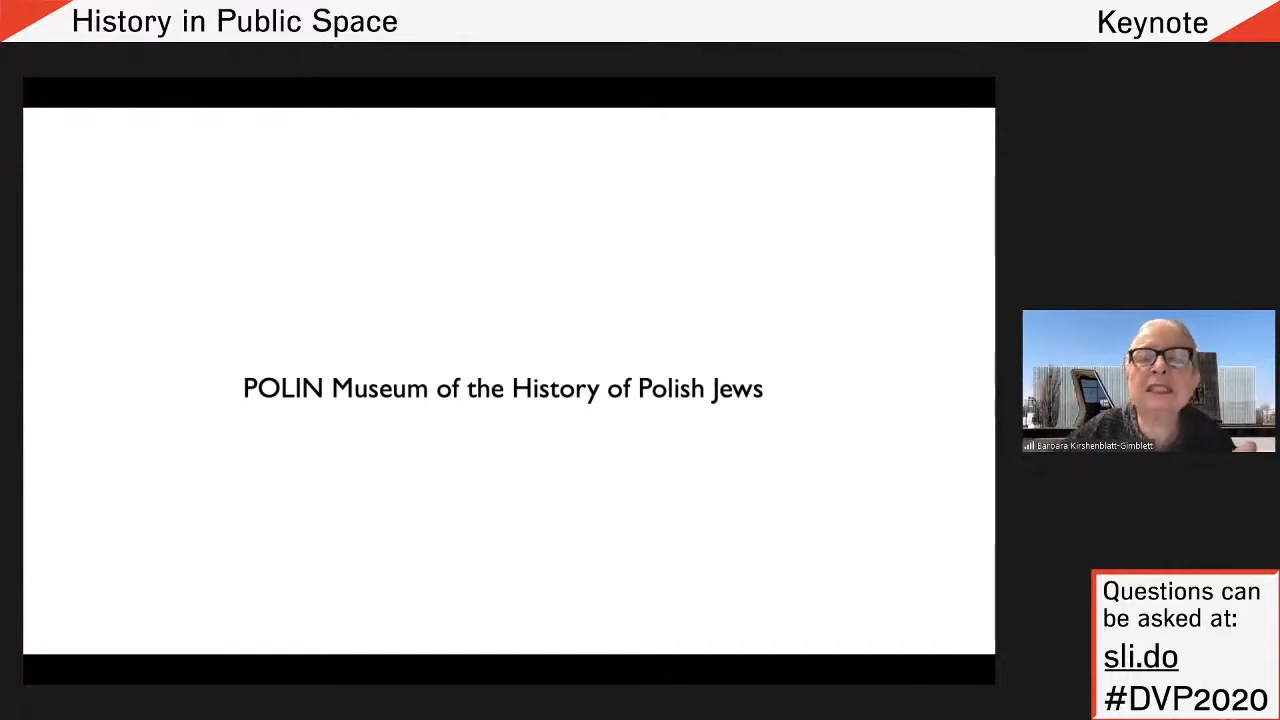 History in Public Space
Keynote
POLIN Museum of the History of Polish Jews
Barbara Kirshenblatt-Gimblett
Questions can
be asked at:
sli.do
#DVP2020